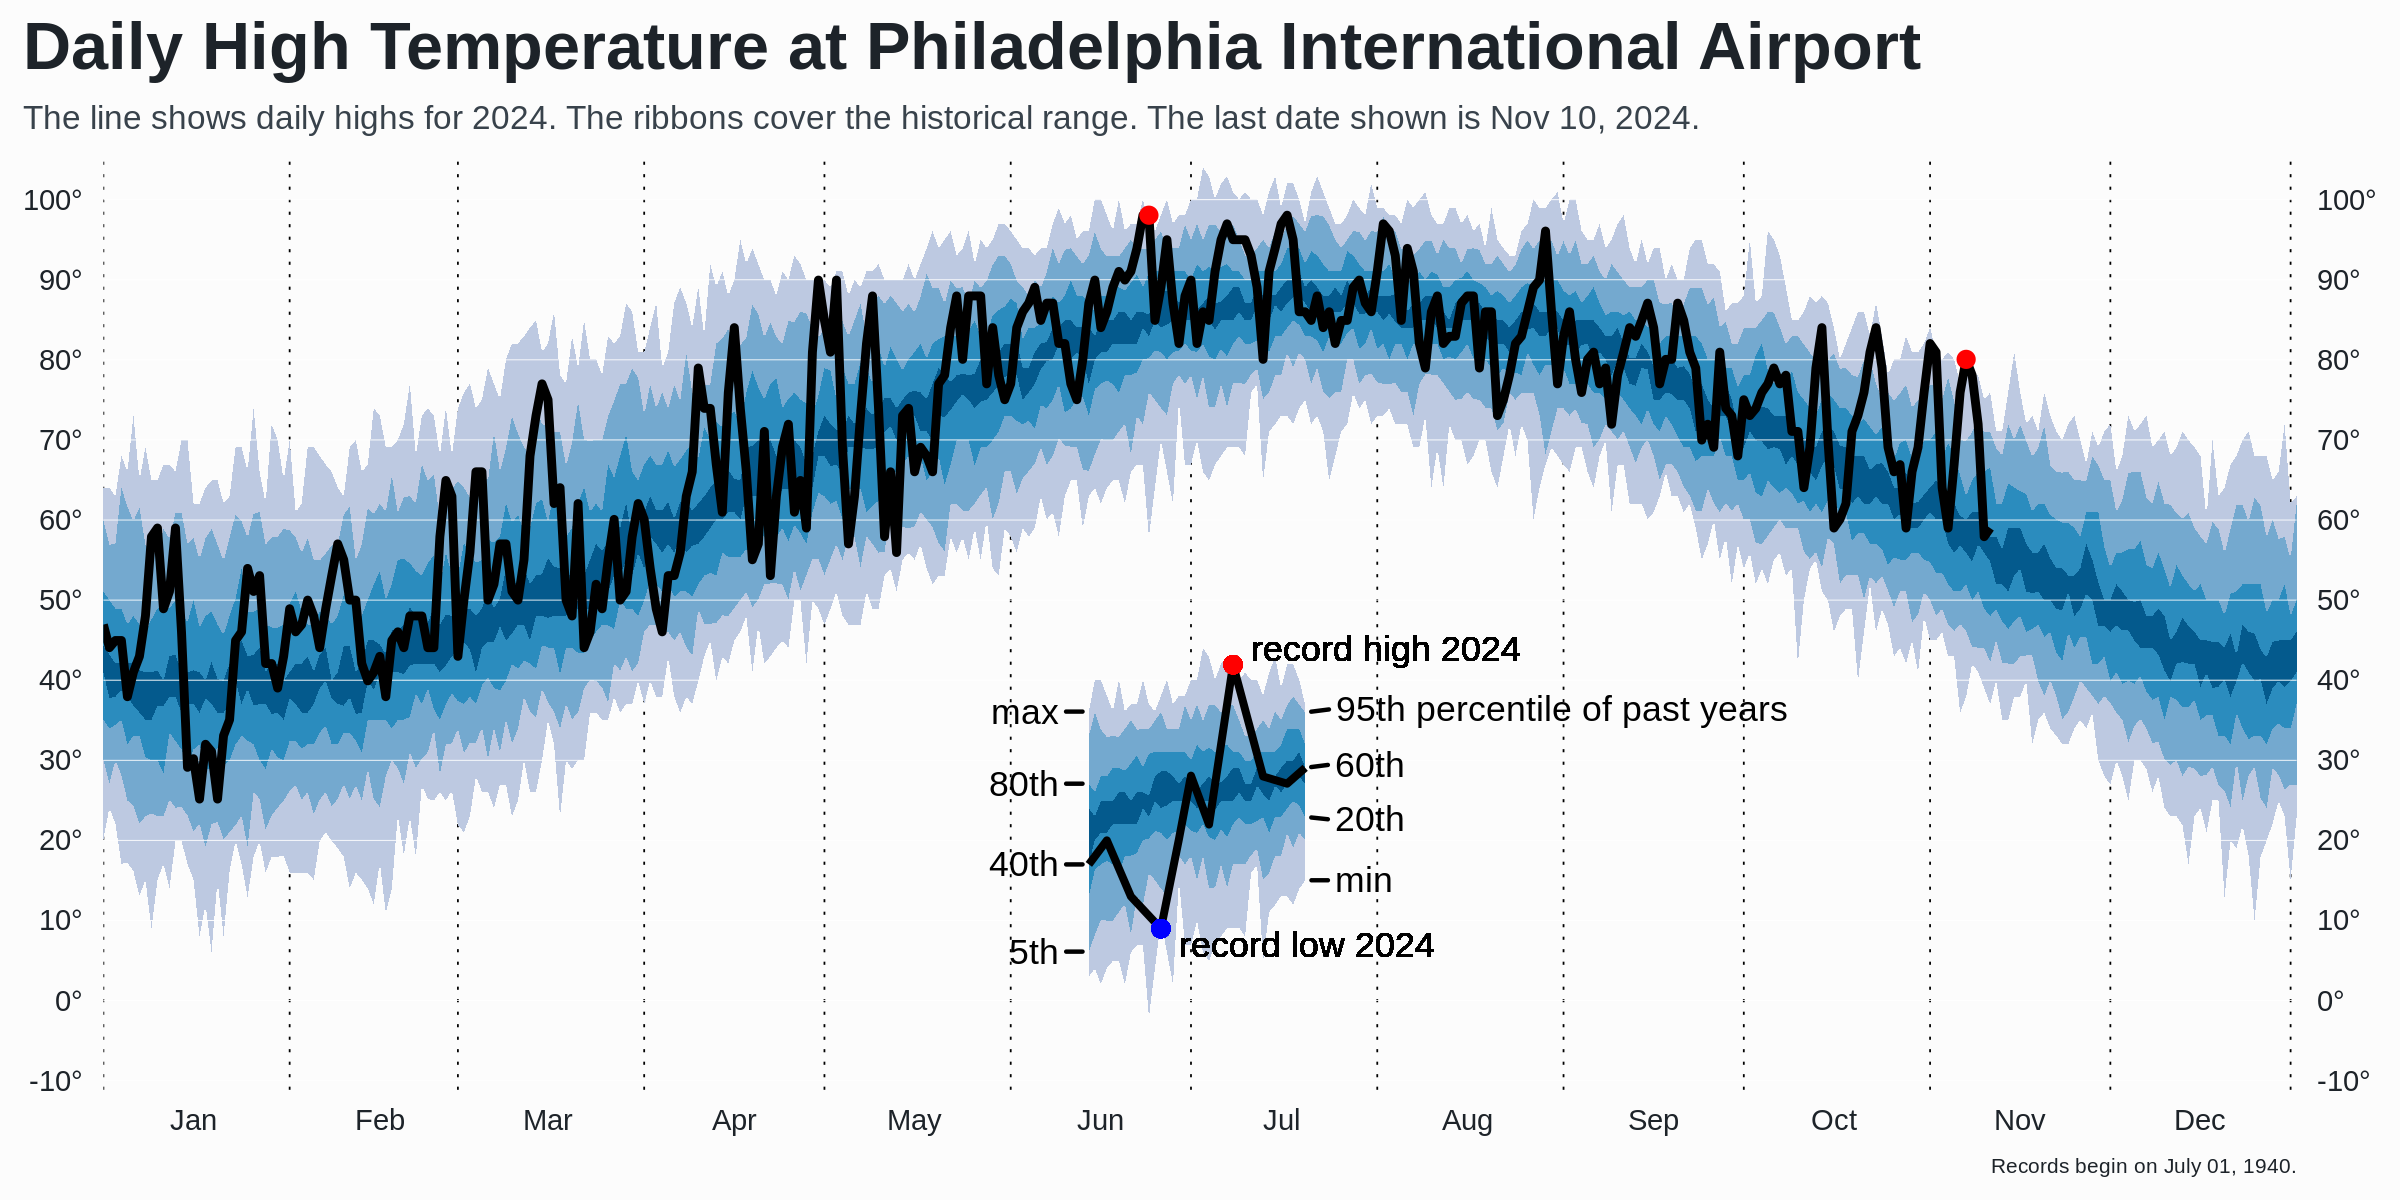 Daily High Temperature at Philadelphia International Airport
The line shows daily highs for 2024. The ribbons cover the historical range. The last date shown is Nov 10, 2024.
100° 100°
90° 90°
80° 80°
70° 70°
60° 60°
50° 50°
40° 40°
30° 30°
20° 20°
10° 10°
0° 0°
-10° -10°
record high 2024
max 95th percentile of past years
80th 60th
20th
40th min
5th record low 2024
Jan Feb Mar Apr May Jun Jul Aug Sep Oct Nov Dec
Records begin on July 01, 1940.